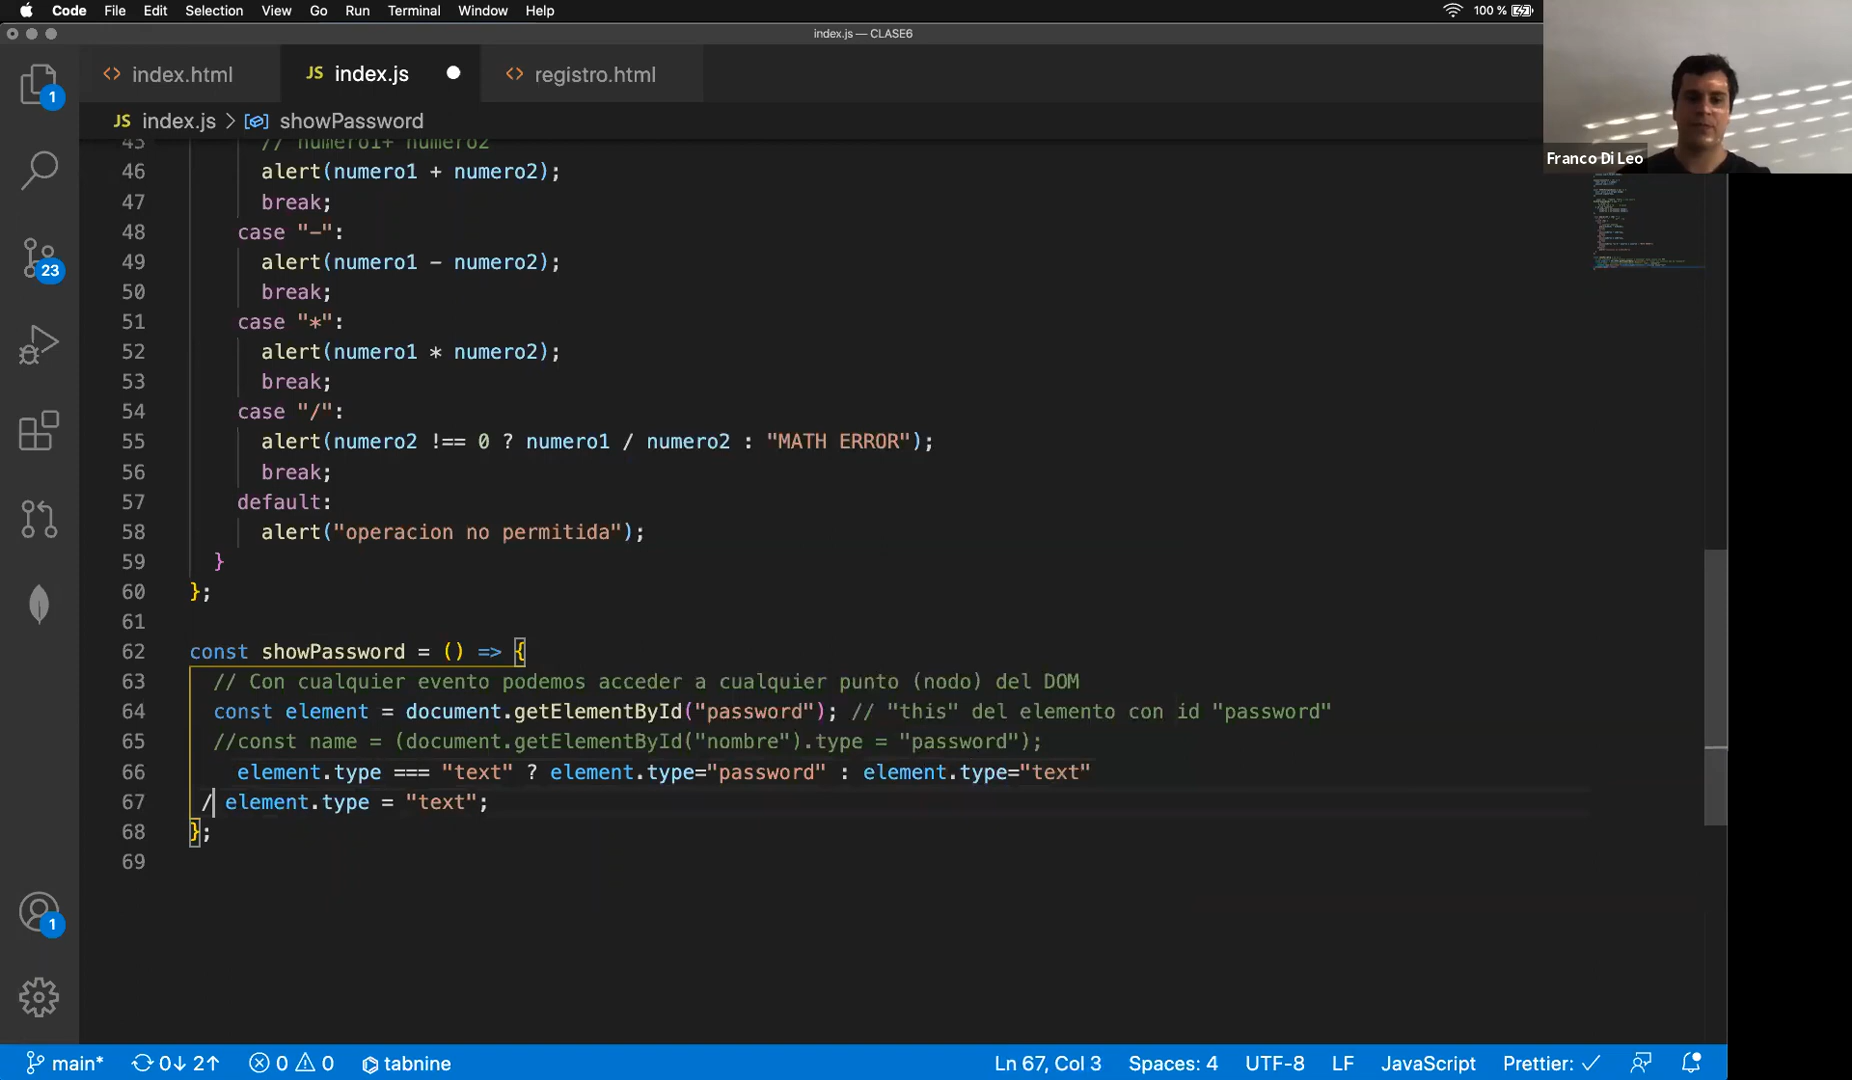 Code File Edit Selection View Go Run Terminal Window Help
100 %
index.js — CLASE6
index.html
JS index.js
registro.html
JS index.js > showPassword
Franco Di Leo
1
23
1
45 // numero1+ numero2
46 alert(numero1 + numero2);
47 break;
48 case "-":
49 alert(numero1 - numero2);
50 break;
51 case "*":
52 alert(numero1 * numero2);
53 break;
54 case "/":
55 alert(numero2 !== 0 ? numero1 / numero2 : "MATH ERROR");
56 break;
57 default:
58 alert("operacion no permitida");
59 }
60 };
61
62 const showPassword = () => {
63 // Con cualquier evento podemos acceder a cualquier punto (nodo) del DOM
64 const element = document.getElementById("password"); // "this" del elemento con id "password"
65 //const name = (document.getElementById("nombre").type = "password");
66 element.type === "text" ? element.type="password" : element.type="text"
67 / element.type = "text";
68 };
69
main* 0↓ 2↑ 0 0 tabnine Ln 67, Col 3 Spaces: 4 UTF-8 LF JavaScript Prettier: ✓